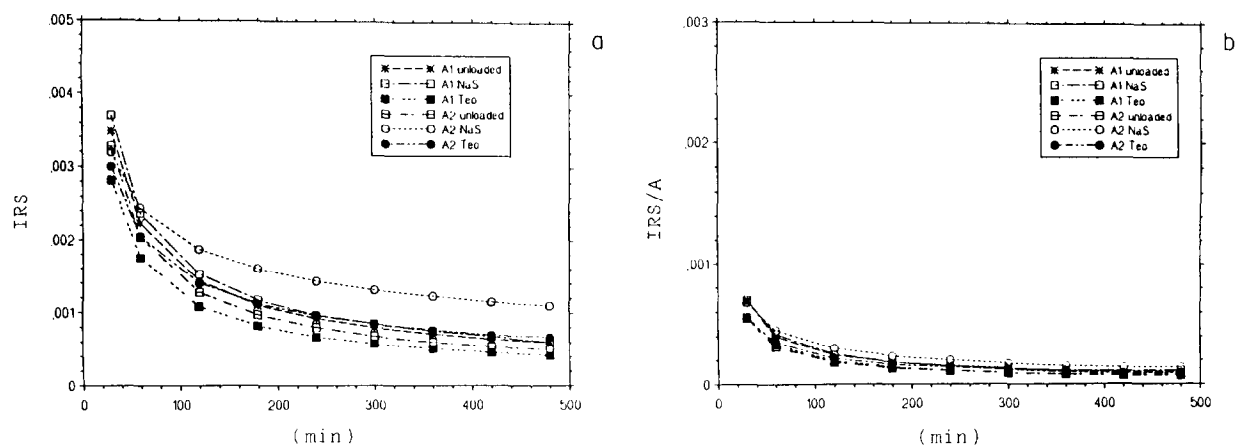 a
.005
.004
.003
.002
.001
0
IRS
A1 unloaded
A1 NaS
A1 Teo
A2 unloaded
A2 NaS
A2 Teo
0 100 200 300 400 500
(min)
b
.003
.002
.001
0
IRS/A
A1 unloaded
A1 NaS
A1 Teo
A2 unloaded
A2 NaS
A2 Teo
0 100 200 300 400 500
(min)